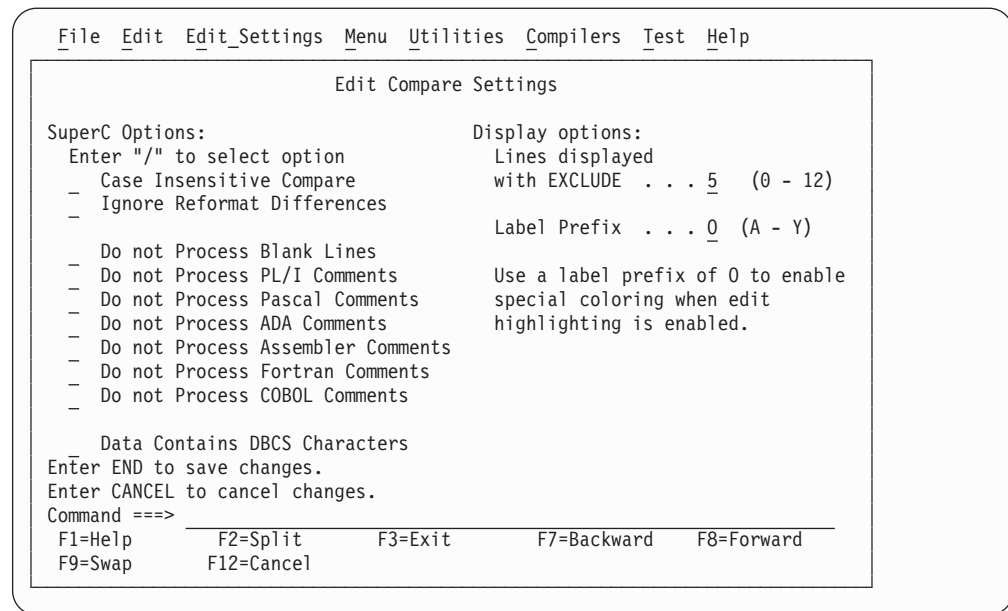 File Edit Edit_Settings Menu Utilities Compilers Test Help
Edit Compare Settings
SuperC Options: Display options:
Enter "/" to select option Lines displayed
_ Case Insensitive Compare with EXCLUDE . . . 5 (0 - 12)
_ Ignore Reformat Differences
Label Prefix . . . O (A - Y)
_ Do not Process Blank Lines
_ Do not Process PL/I Comments Use a label prefix of O to enable
_ Do not Process Pascal Comments special coloring when edit
_ Do not Process ADA Comments highlighting is enabled.
_ Do not Process Assembler Comments
_ Do not Process Fortran Comments
_ Do not Process COBOL Comments
_ Data Contains DBCS Characters
Enter END to save changes.
Enter CANCEL to cancel changes.
Command ===>
F1=Help F2=Split F3=Exit F7=Backward F8=Forward
F9=Swap F12=Cancel